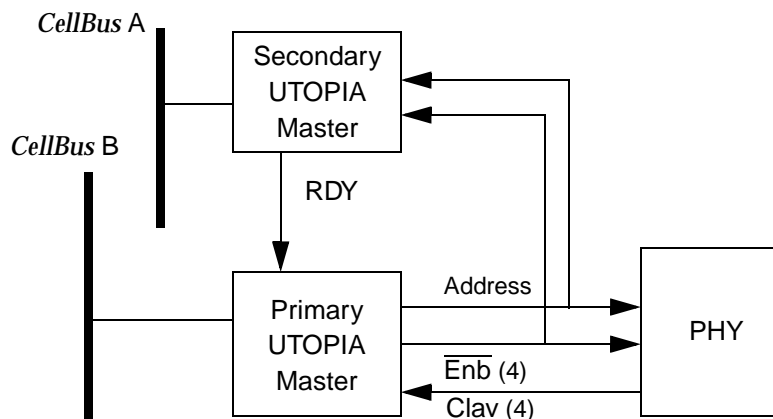 CellBus A
Secondary
UTOPIA
Master
CellBus B
RDY
Primary
UTOPIA
Master
Address
PHY
Enb (4)
Clav (4)